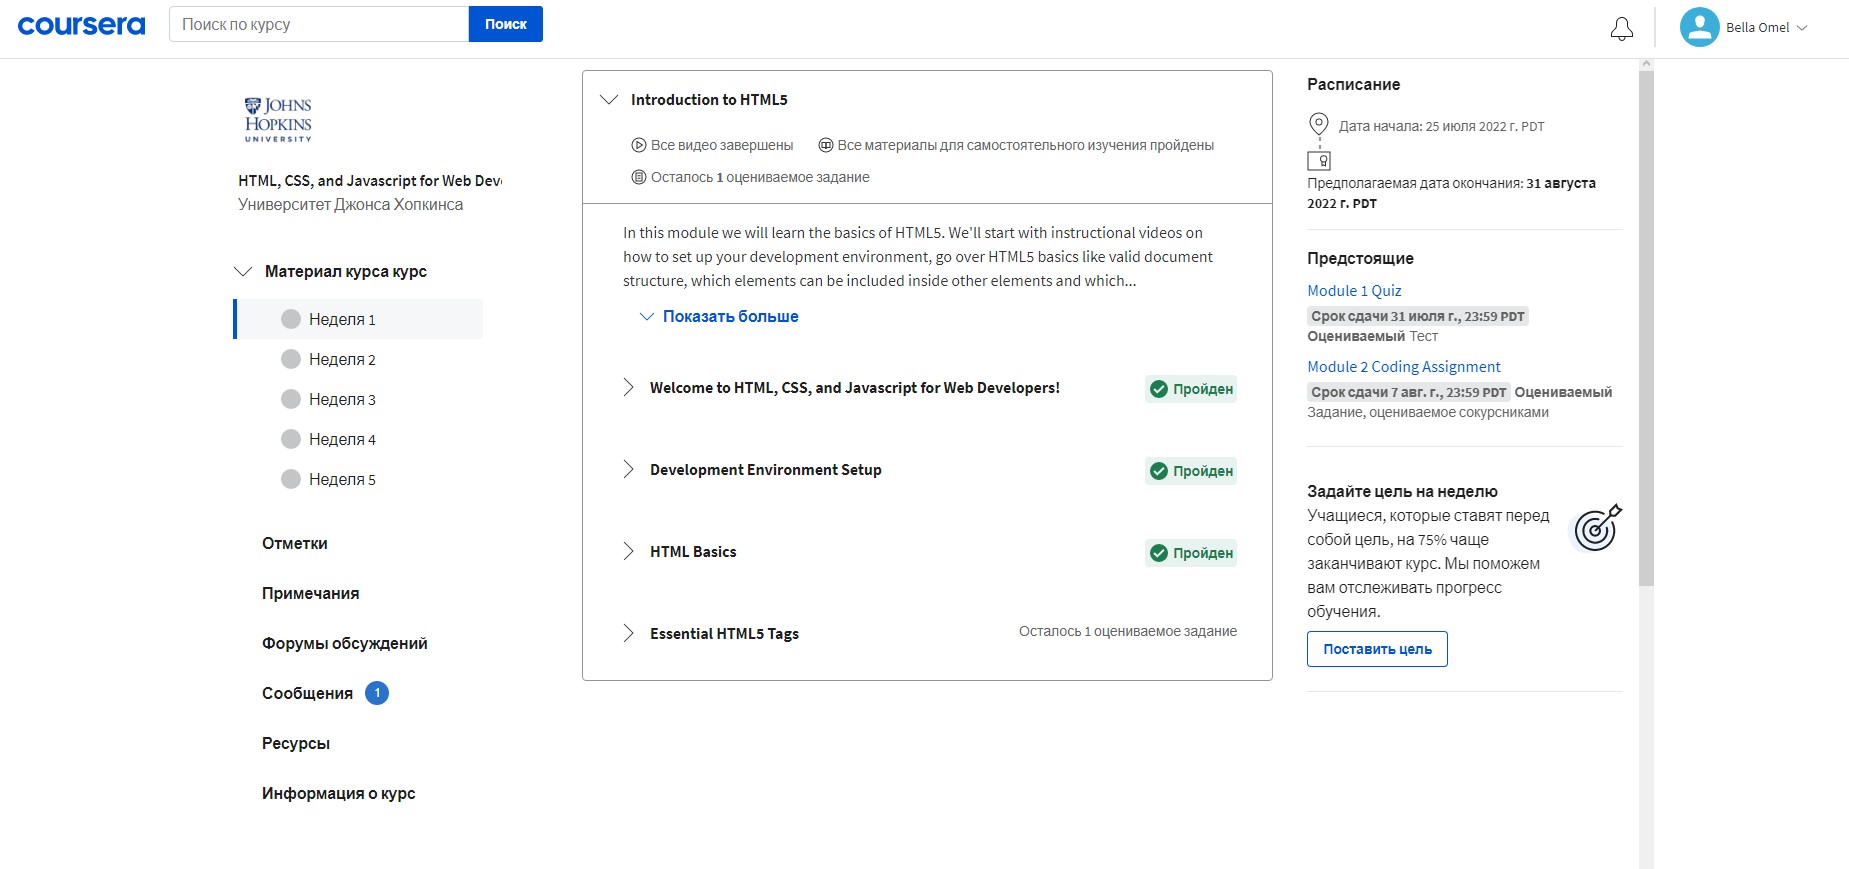 coursera
Поиск по курсу
Поиск
Bella Omel
JOHNS
HOPKINS
UNIVERSITY
HTML, CSS, and Javascript for Web Dev
Университет Джонса Хопкинса
Материал курса курс
Неделя 1
Неделя 2
Неделя 3
Неделя 4
Неделя 5
Отметки
Примечания
Форумы обсуждений
Сообщения 1
Ресурсы
Информация о курс
Introduction to HTML5
Все видео завершены
Все материалы для самостоятельного изучения пройдены
Осталось 1 оцениваемое задание
In this module we will learn the basics of HTML5. We'll start with instructional videos on
how to set up your development environment, go over HTML5 basics like valid document
structure, which elements can be included inside other elements and which...
Показать больше
Welcome to HTML, CSS, and Javascript for Web Developers!
Пройден
Development Environment Setup
Пройден
HTML Basics
Пройден
Essential HTML5 Tags
Осталось 1 оцениваемое задание
Расписание
Дата начала: 25 июля 2022 г. PDT
Предполагаемая дата окончания: 31 августа
2022 г. PDT
Предстоящие
Module 1 Quiz
Срок сдачи 31 июля г., 23:59 PDT
Оцениваемый Тест
Module 2 Coding Assignment
Срок сдачи 7 авг. г., 23:59 PDT Оцениваемый
Задание, оцениваемое сокурсниками
Задайте цель на неделю
Учащиеся, которые ставят перед
собой цель, на 75% чаще
заканчивают курс. Мы поможем
вам отслеживать прогресс
обучения.
Поставить цель